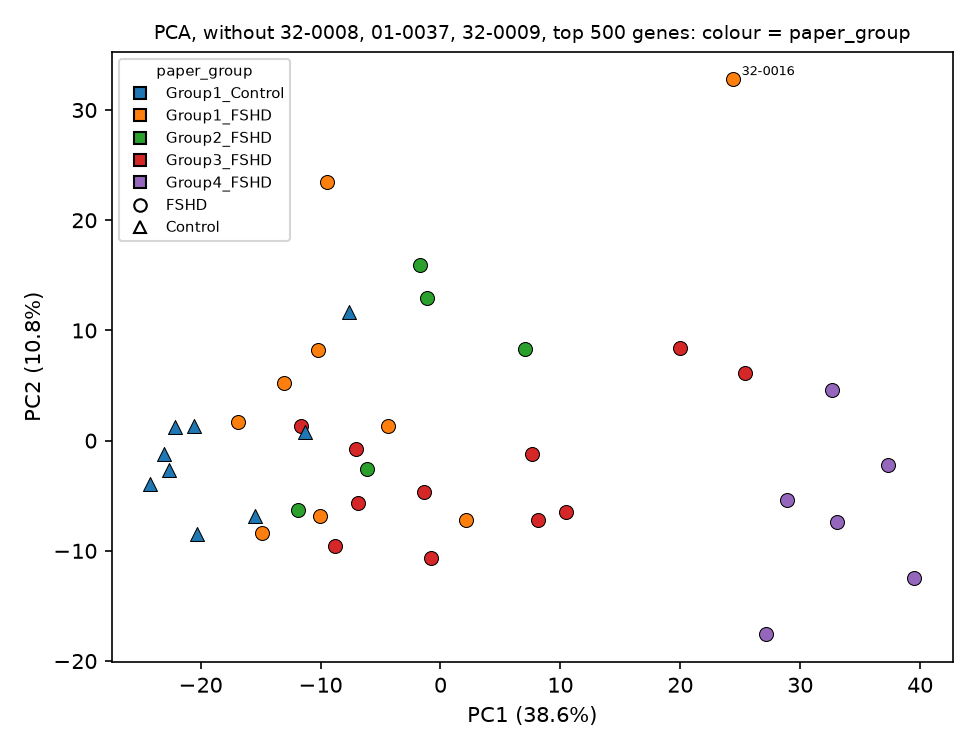 PCA, without 32-0008, 01-0037, 32-0009, top 500 genes: colour = paper_group
paper_group
Group1_Control
Group1_FSHD
Group2_FSHD
Group3_FSHD
Group4_FSHD
FSHD
Control
32-0016
30
20
10
0
−10
−20
PC2 (10.8%)
−20
−10
0
10
20
30
40
PC1 (38.6%)